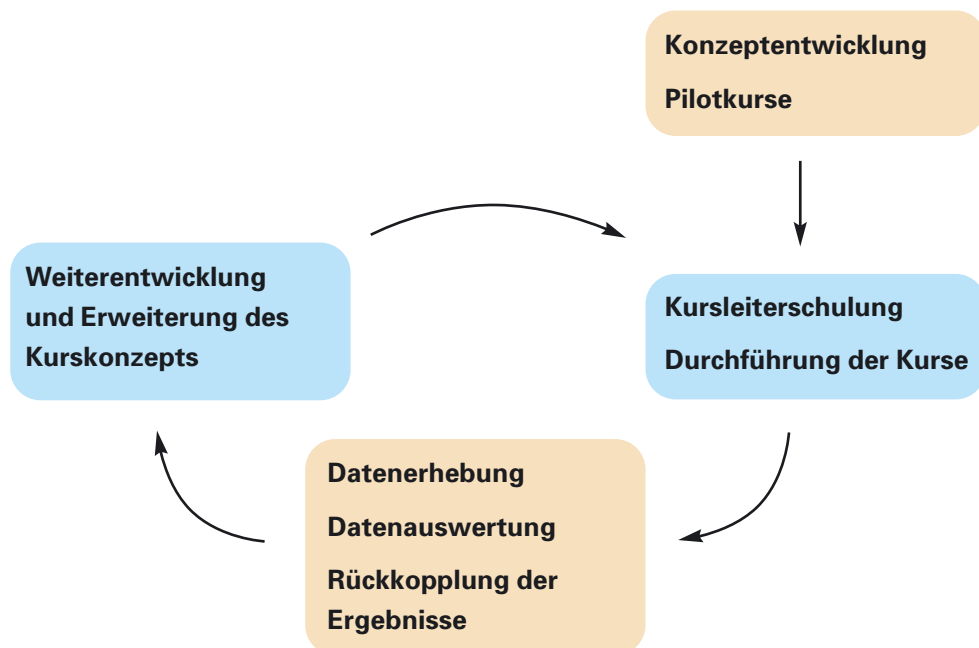 Konzeptentwicklung
Pilotkurse
Weiterentwicklung
und Erweiterung des
Kurskonzepts
Kursleiterschulung
Durchführung der Kurse
Datenerhebung
Datenauswertung
Rückkopplung der
Ergebnisse